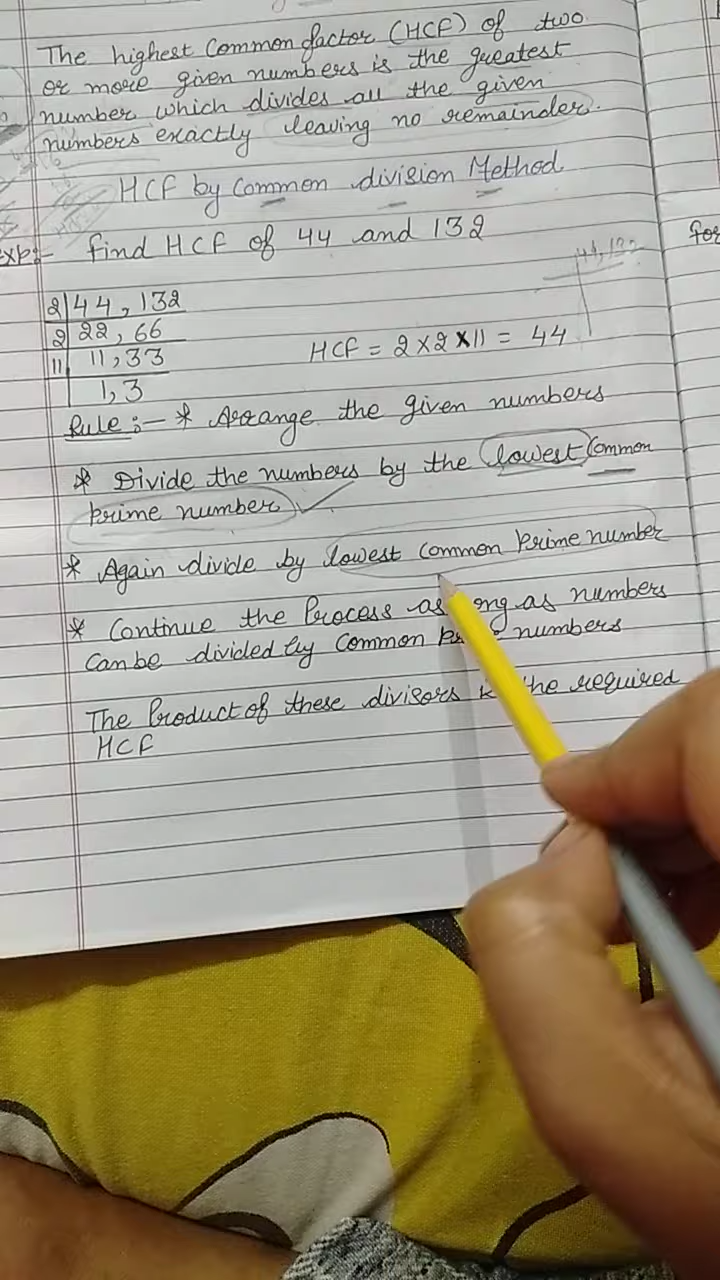 The highest Common factor (HCF) of two
or more given numbers is the greatest
number which divides all the given
numbers exactly leaving no remainder.
HCF by Common division Method
Exp:- find HCF of 44 and 132
for
44, 132
2 | 44, 132
2 | 22, 66
11 | 11, 33
1, 3
HCF = 2 × 2 × 11 = 44
Rule :- * Arrange the given numbers
* Divide the numbers by the lowest Common
prime number
* Again divide by lowest Common prime number
* Continue the Process as as numbers
Can be divided by Common numbers
The Product of these divisors the required
HCF